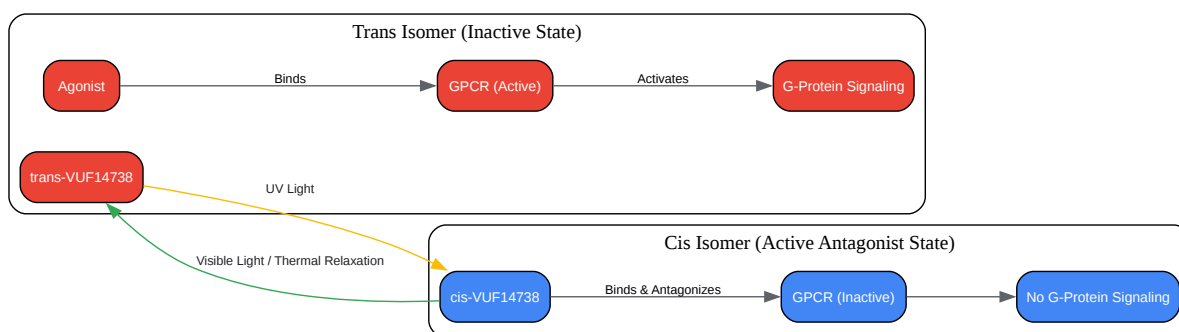 Trans Isomer (Inactive State)
Agonist
Binds
GPCR (Active)
Activates
G-Protein Signaling
trans-VUF14738
UV Light
Visible Light / Thermal Relaxation
Cis Isomer (Active Antagonist State)
cis-VUF14738
Binds & Antagonizes
GPCR (Inactive)
No G-Protein Signaling